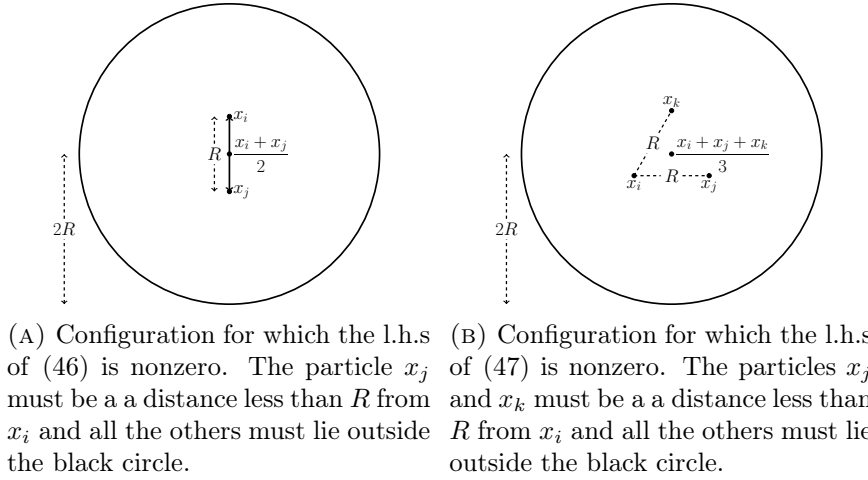 x_i
R
\frac{x_i + x_j}{2}
x_j
2R
(A) Configuration for which the l.h.s
of (46) is nonzero. The particle x_j
must be a a distance less than R from
x_i and all the others must lie outside
the black circle.
x_k
R
\frac{x_i + x_j + x_k}{3}
x_i
R
x_j
2R
(B) Configuration for which the l.h.s
of (47) is nonzero. The particles x_j
and x_k must be a a distance less than
R from x_i and all the others must lie
outside the black circle.